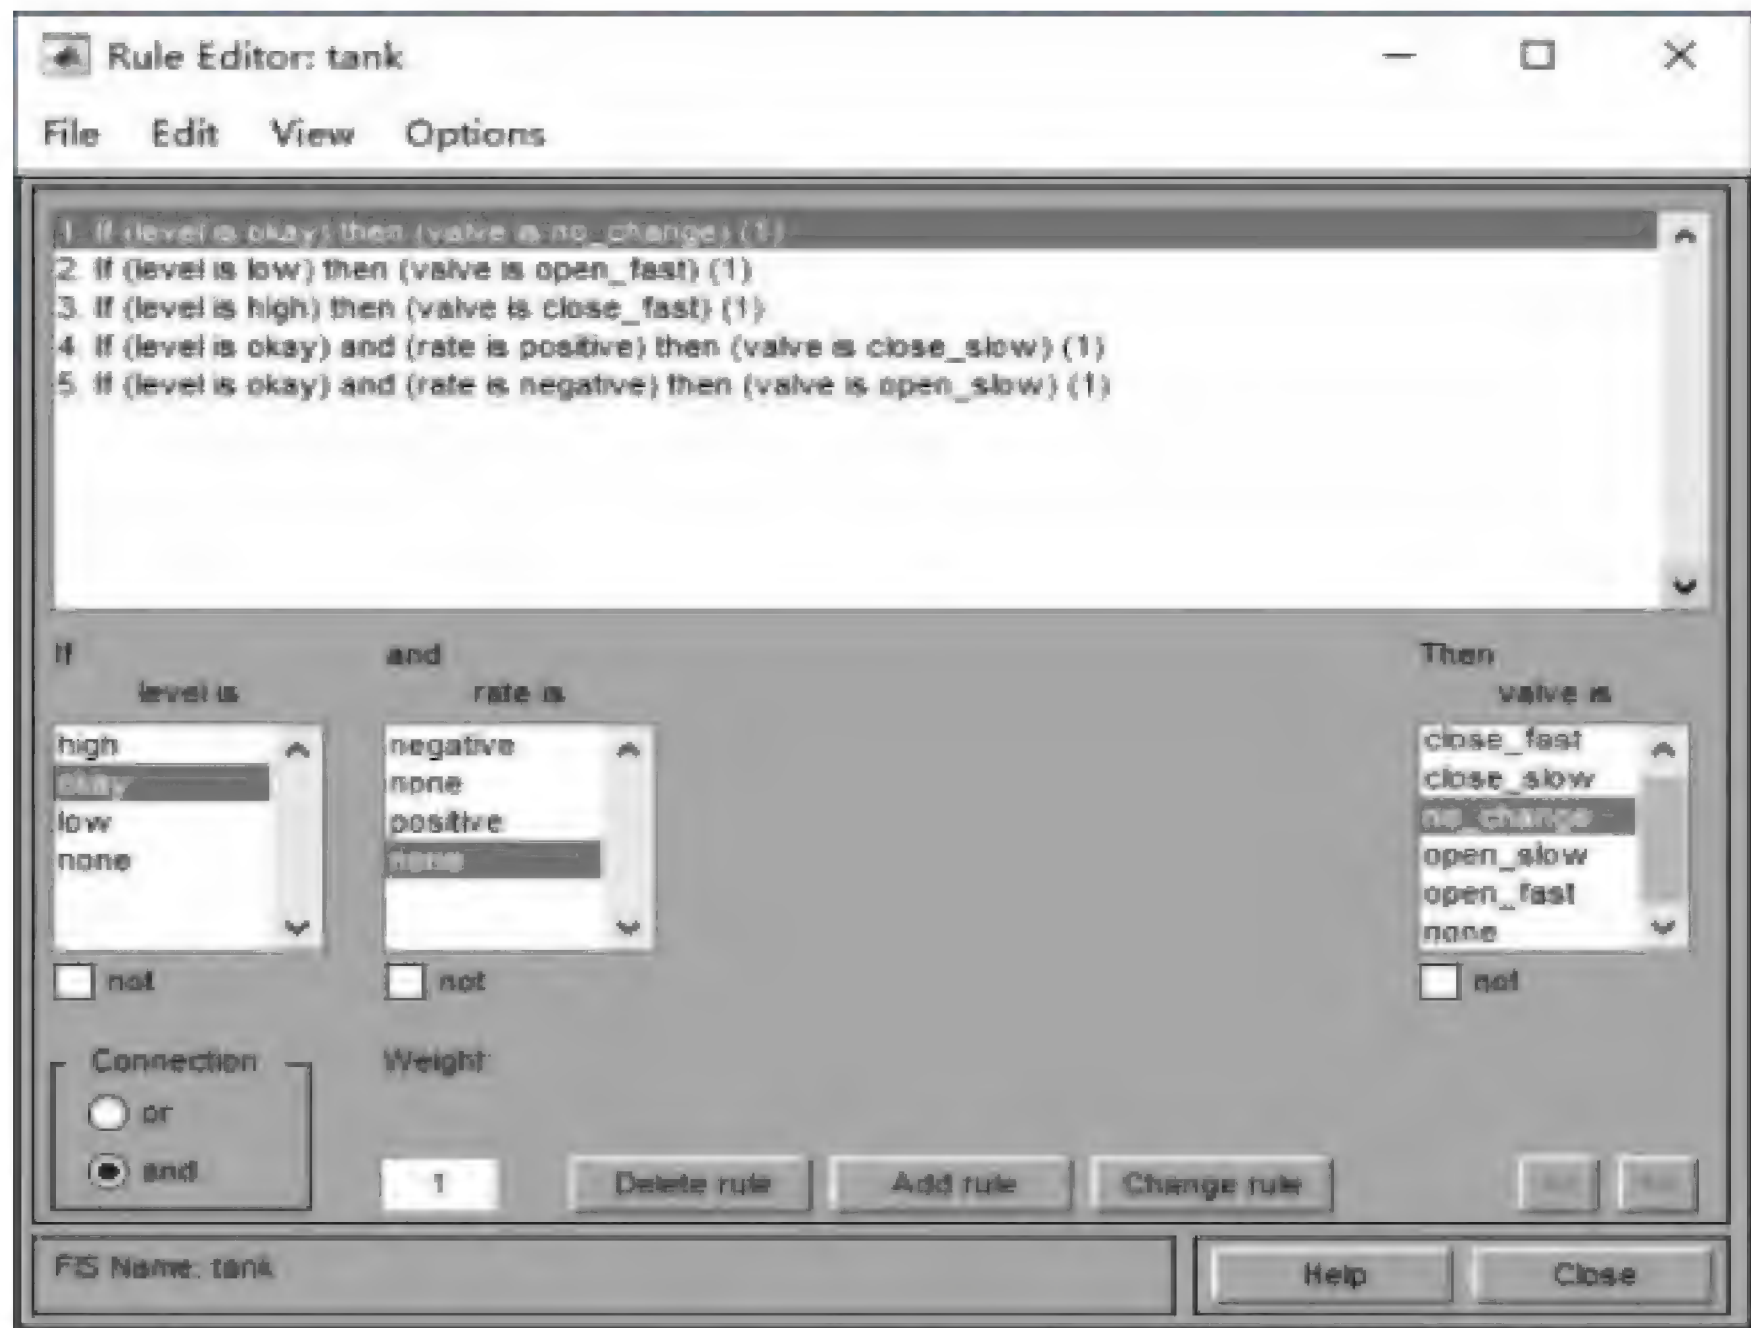 Rule Editor: tank
File Edit View Options
1. If (level is okay) then (valve is no_change) (1)
2. If (level is low) then (valve is open_fast) (1)
3. If (level is high) then (valve is close_fast) (1)
4. If (level is okay) and (rate is positive) then (valve is close_slow) (1)
5. If (level is okay) and (rate is negative) then (valve is open_slow) (1)
If and Then
level is rate is valve is
high negative close_fast
okay none close_slow
low positive no_change
none none open_slow
open_fast
none
not not not
Connection Weight:
or
and 1 Delete rule Add rule Change rule
FIS Name: tank Help Close